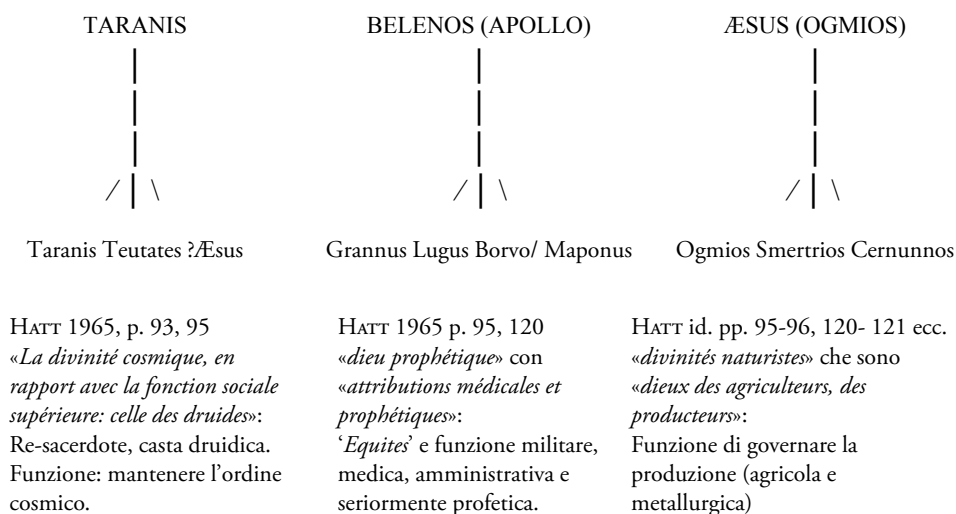 TARANIS
BELENOS (APOLLO)
ÆSUS (OGMIOS)
Taranis Teutates ?Æsus
Grannus Lugus Borvo/ Maponus
Ogmios Smertrios Cernunnos
HATT 1965, p. 93, 95
«La divinité cosmique, en
rapport avec la fonction sociale
supérieure: celle des druides»:
Re-sacerdote, casta druidica.
Funzione: mantenere l’ordine
cosmico.
HATT 1965 p. 95, 120
«dieu prophétique» con
«attributions médicales et
prophétiques»:
‘Equites’ e funzione militare,
medica, amministrativa e
seriormente profetica.
HATT id. pp. 95-96, 120- 121 ecc.
«divinités naturistes» che sono
«dieux des agriculteurs, des
producteurs»:
Funzione di governare la
produzione (agricola e
metallurgica)